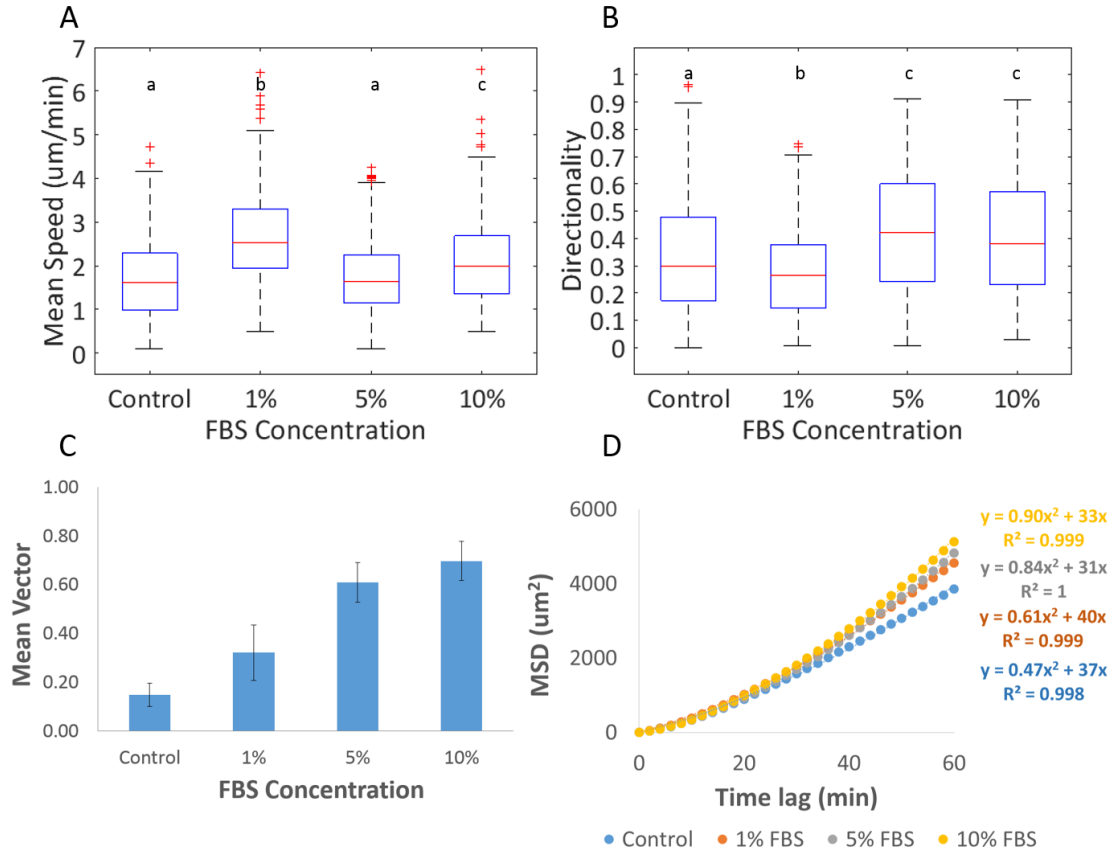 A
Mean Speed (um/min)
7
6
5
4
3
2
1
0
a
b
a
c
Control 1% 5% 10%
FBS Concentration
B
Directionality
1
0.9
0.8
0.7
0.6
0.5
0.4
0.3
0.2
0.1
0
a
b
c
c
Control 1% 5% 10%
FBS Concentration
C
Mean Vector
1.00
0.80
0.60
0.40
0.20
0.00
Control 1% 5% 10%
FBS Concentration
D
MSD (um²)
6000
4000
2000
0
0 20 40 60
Time lag (min)
y = 0.90x² + 33x
R² = 0.999
y = 0.84x² + 31x
R² = 1
y = 0.61x² + 40x
R² = 0.999
y = 0.47x² + 37x
R² = 0.998
Control 1% FBS 5% FBS 10% FBS